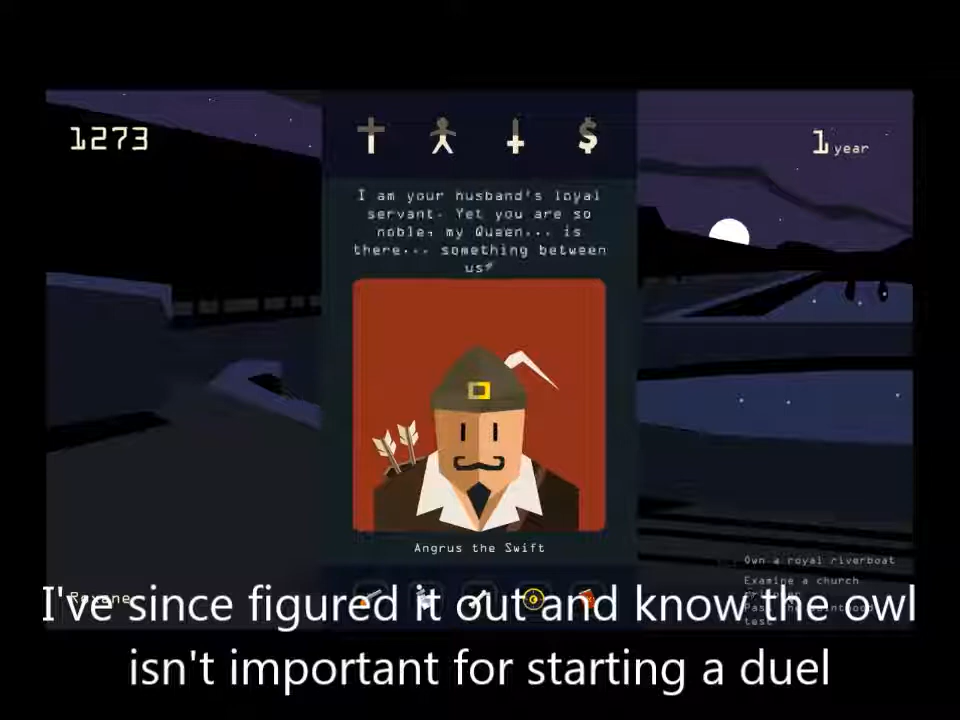 1273
1 year
I am your husband's loyal
servant. Yet you are so
noble, my Queen... is
there... something between
us?
Angrus the Swift
Own a royal riverboat
Examine a church
Roxane
test
I've since figured it out and know the owl
isn't important for starting a duel